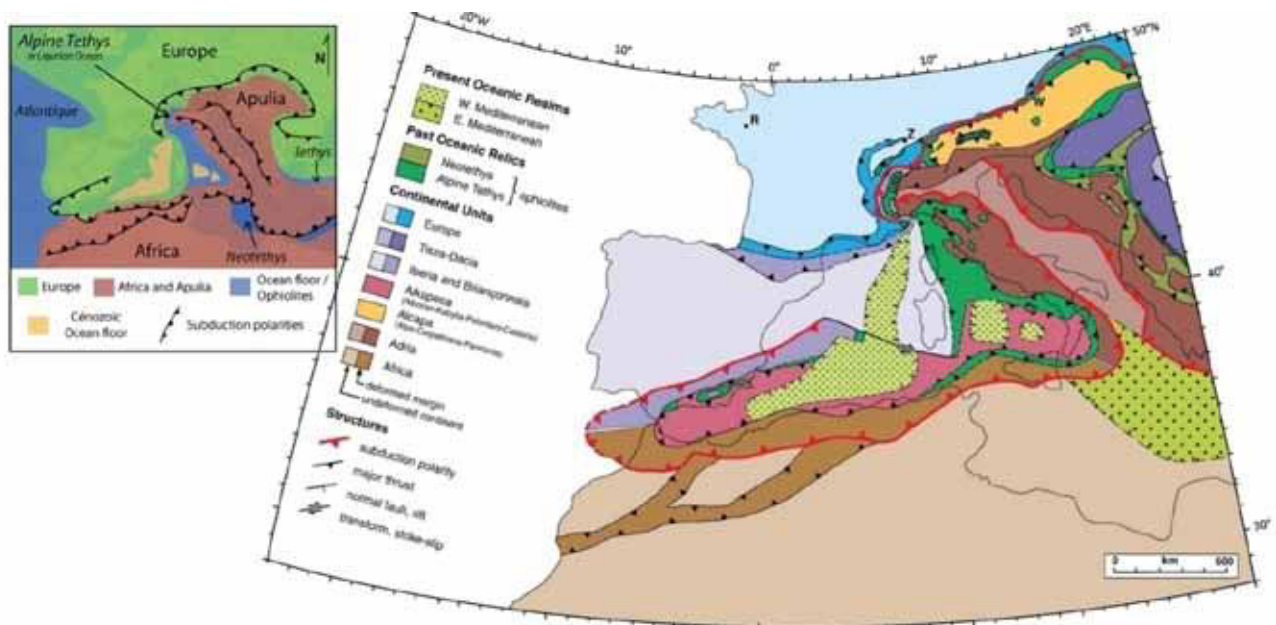 Alpine Tethys
or Ligurian Ocean
Europe
N
Apulia
Atlantique
Tethys
Africa
Neotethys
Europe
Africa and Apulia
Ocean floor /
Ophiolites
Cénozoic
Ocean floor
Subduction polarities
20°W
10°
0°
10°
20°E
50°N
40°
30°
Present Oceanic Realms
W. Mediterranean
E. Mediterranean
Past Oceanic Relics
Neotethys
Alpine Tethys
ophiolites
Continental Units
Europe
Tisza-Dacia
Iberia and Briançonnais
Alkapeca
Alcapa
Adria
Africa
deformed margin
undeformed continent
Structures
subduction polarity
major thrust
normal fault, rift
transform, strike-slip
R
Z
W
0
km
600